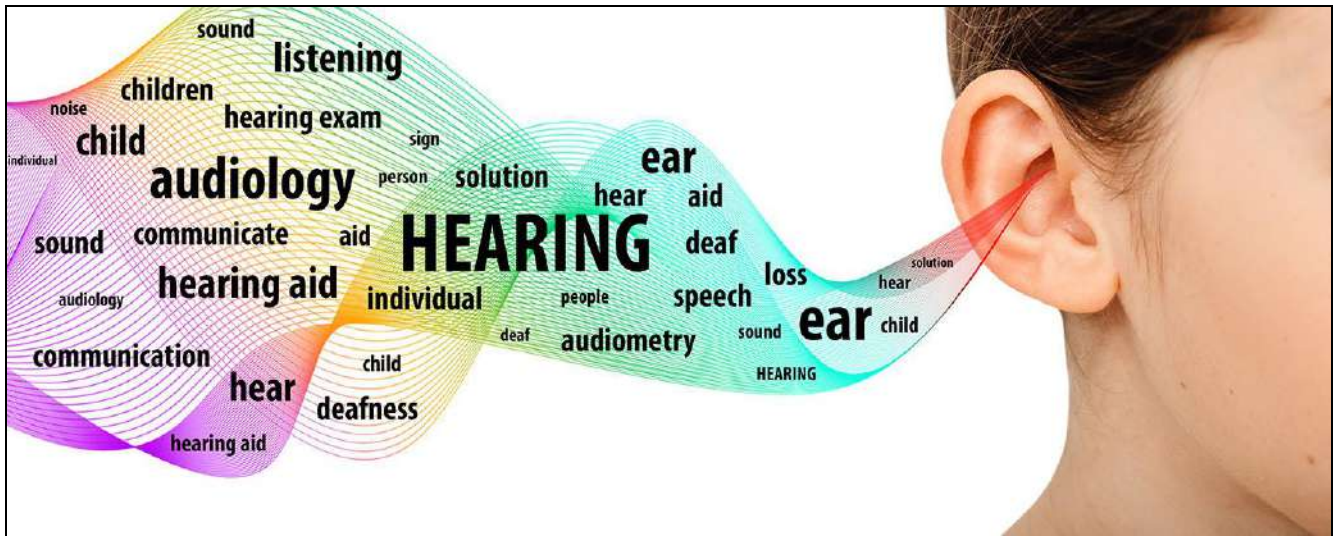 sound
listening
children
noise
hearing exam
child
sign
individual
audiology
person
solution
ear
hear
aid
sound
communicate
aid
HEARING
deaf
hearing aid
individual
audiology
people
speech
loss
hear
solution
communication
deaf
audiometry
sound
ear
child
child
HEARING
hear
deafness
hearing aid